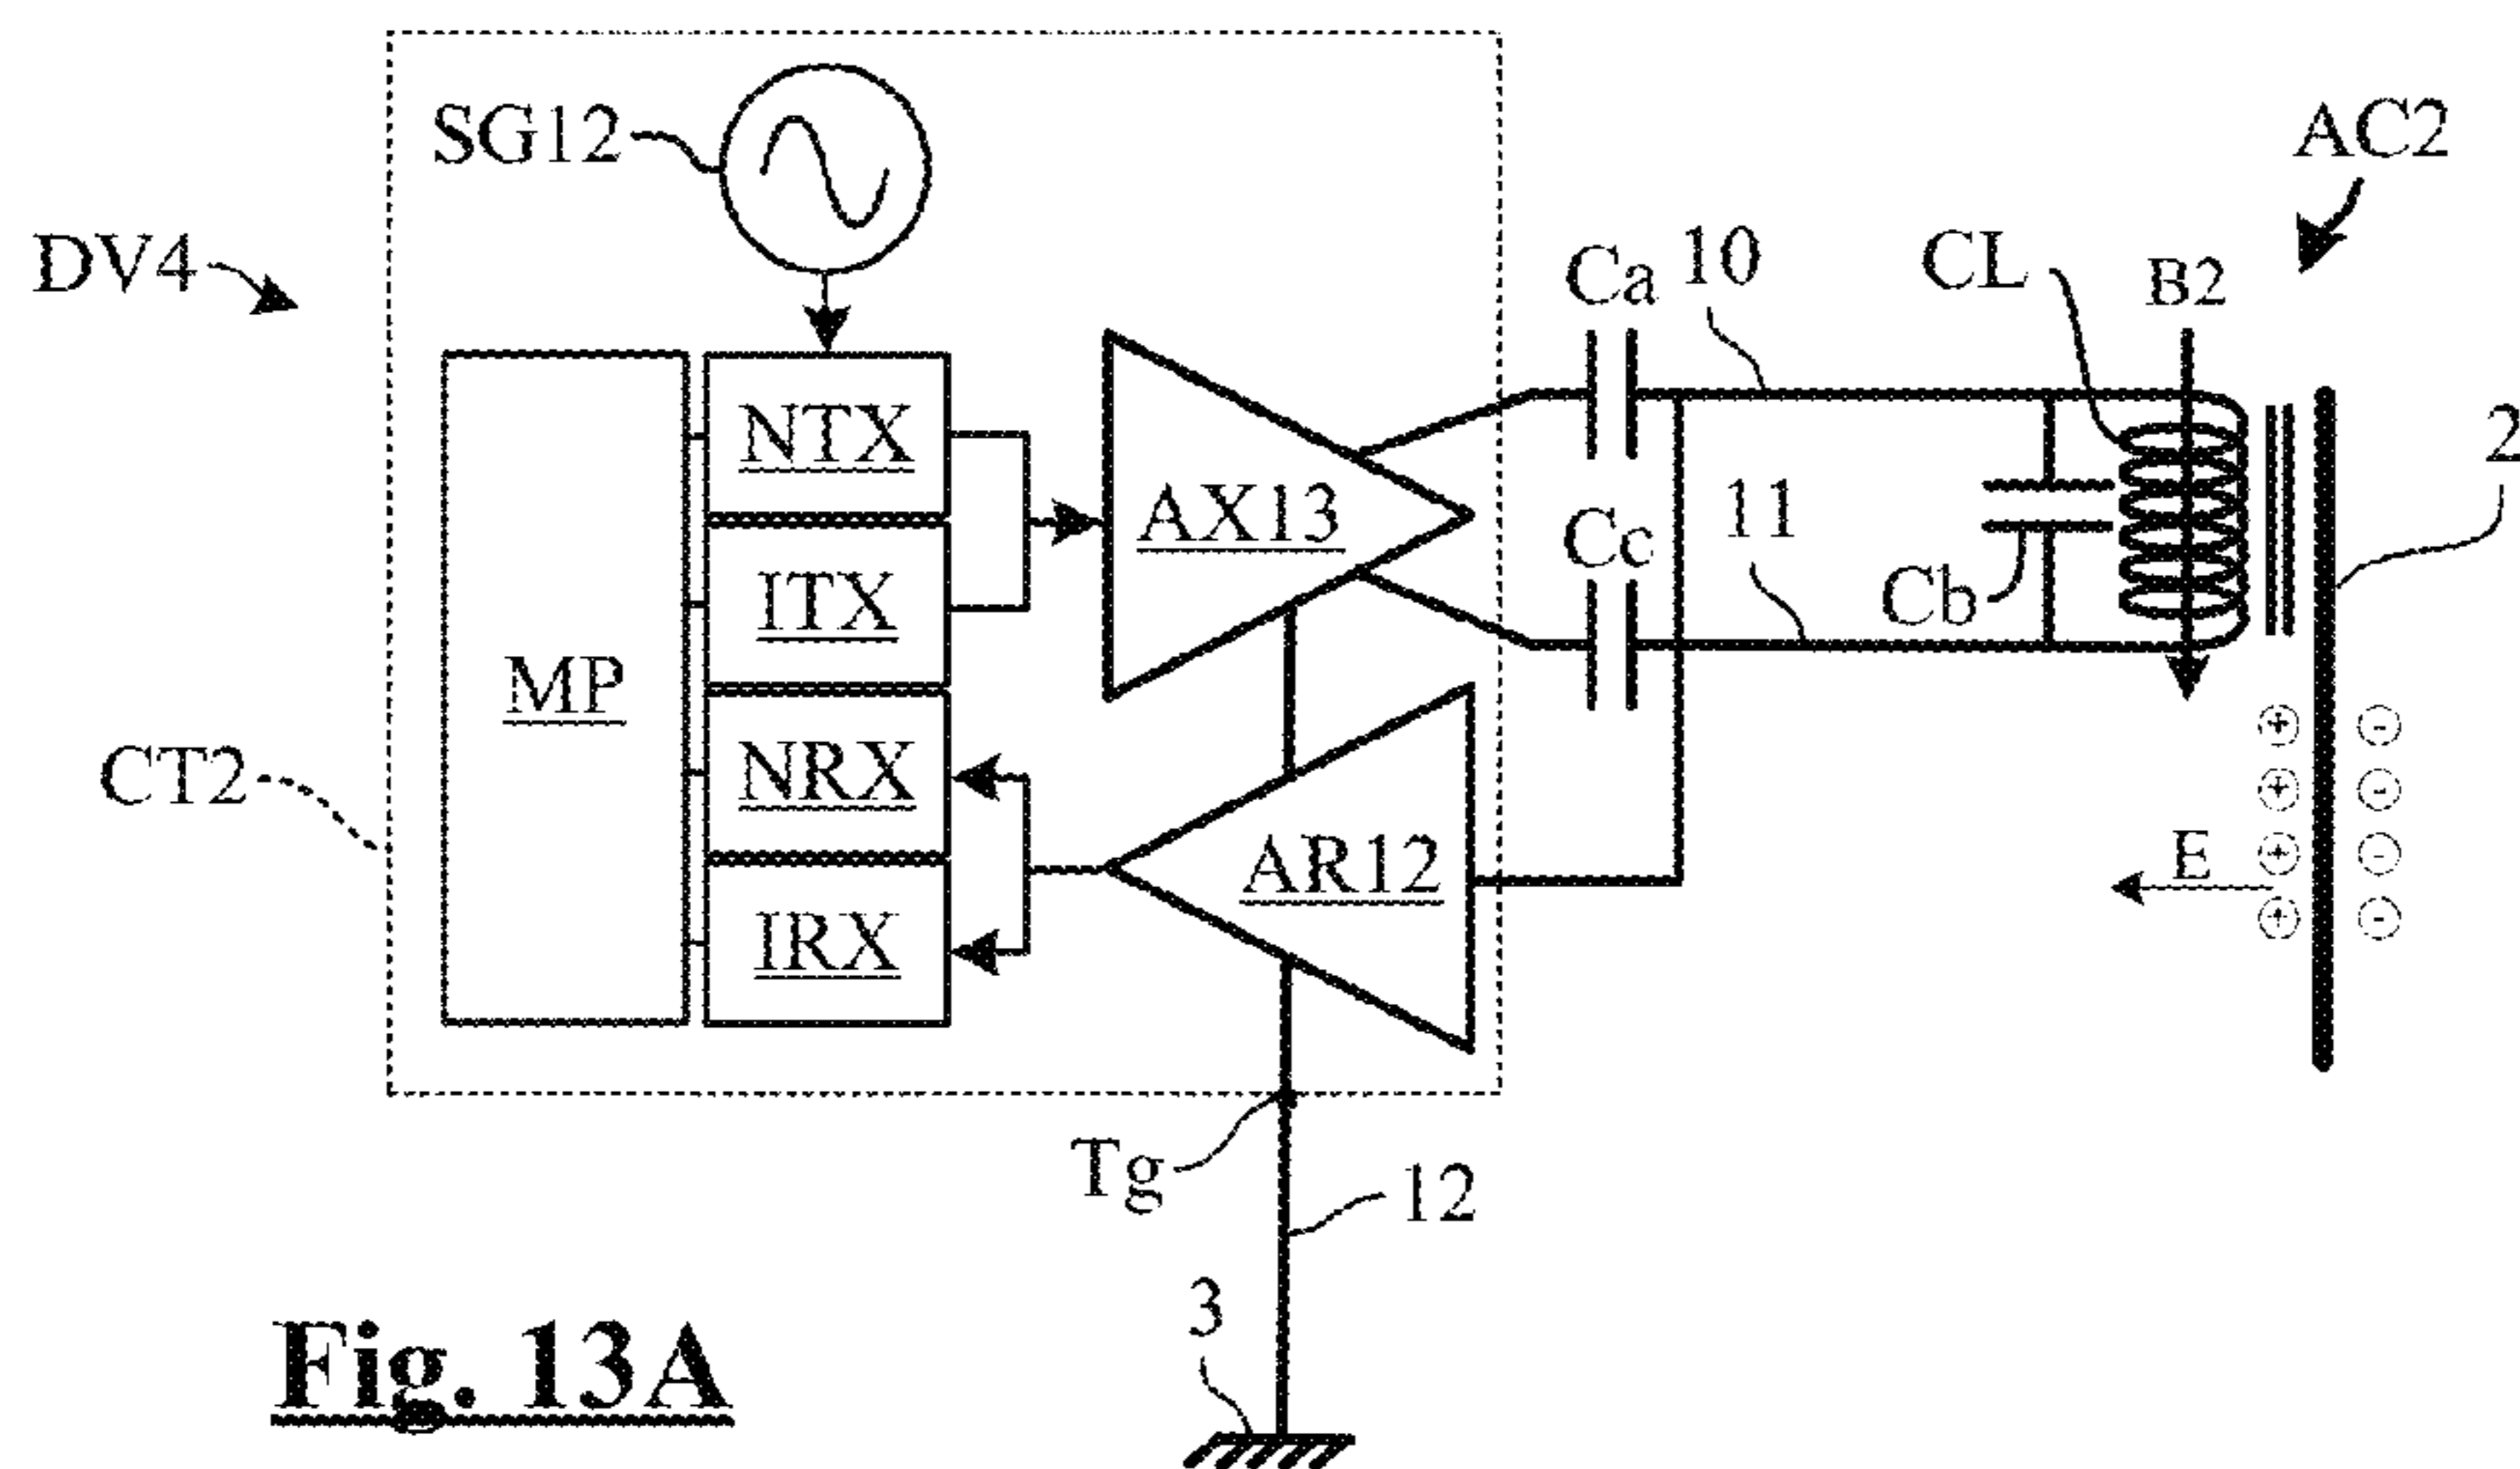 SG12
AC2
DV4
Ca
10
CL
B2
NTX
2
AX13
11
ITX
Cc
Cb
MP
NRX
CT2
AR12
E
IRX
+ -
+ -
+ -
+ -
Tg
12
3
Fig. 13A